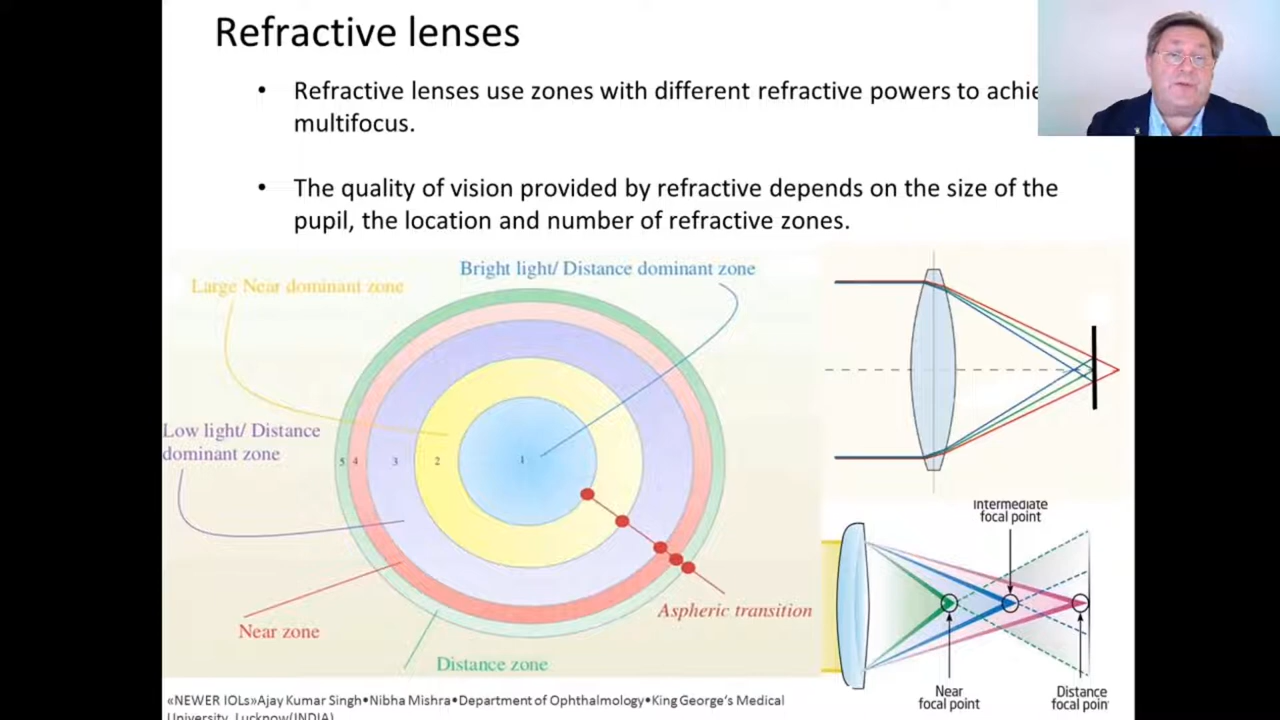 Refractive lenses
• Refractive lenses use zones with different refractive powers to achie
multifocus.
• The quality of vision provided by refractive depends on the size of the
pupil, the location and number of refractive zones.
Bright light/ Distance dominant zone
Large Near dominant zone
Low light/ Distance
dominant zone
5 4 3 2 1
Near zone
Distance zone
Aspheric transition
Intermediate
focal point
Near
focal point
Distance
focal poin
«NEWER IOLs»Ajay Kumar Singh•Nibha Mishra•Department of Ophthalmology•King George's Medical
University, Lucknow(INDIA)